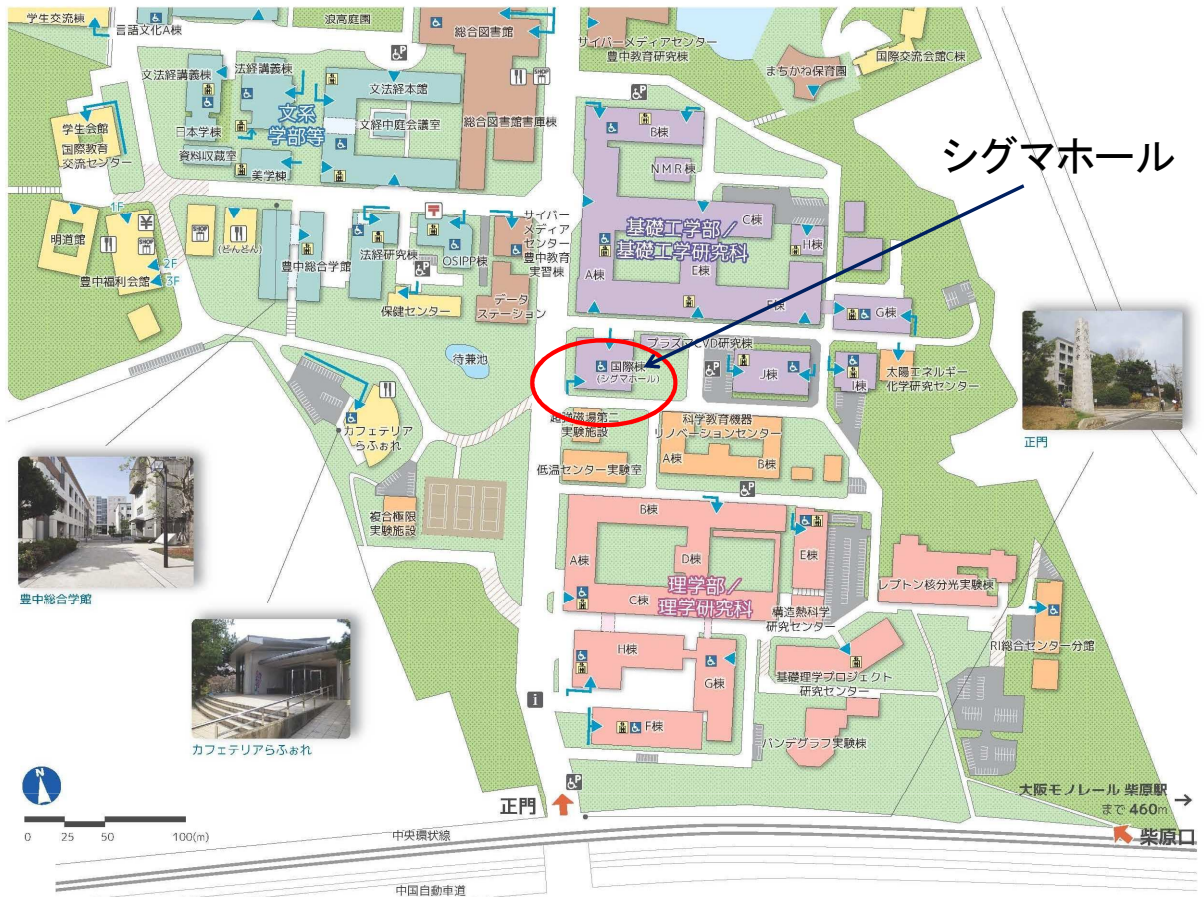 学生交流棟
言語文化A棟
浪高庭園
総合図書館
サイバーメディアセンター
豊中教育研究棟
まちかね保育園
国際交流会館C棟
文法経講義棟
法経講義棟
文法経本館
文系
学部等
文経中庭会議室
総合図書館書庫棟
日本学棟
資料収蔵室
美学棟
学生会館
国際教育
交流センター
B棟
NMR棟
シグマホール
C棟
H棟
基礎工学部/
基礎工学研究科
A棟
E棟
F棟
G棟
1F
明道館
SHOP
豊中福利会館
2F
3F
SHOP
(どんどん)
豊中総合学館
法経研究棟
OSIPP棟
サイバー
メディア
センター
豊中教育
実習棟
保健センター
データ
ステーション
待兼池
国際棟
(シグマホール)
プラズマCVD研究棟
J棟
I棟
太陽エネルギー
化学研究センター
正門
カフェテリア
らふぉれ
超強磁場第二
実験施設
科学教育機器
リノベーションセンター
A棟
B棟
低温センター実験室
複合極限
実験施設
豊中総合学館
B棟
A棟
D棟
E棟
C棟
理学部/
理学研究科
構造熱科学
研究センター
レプトン核分光実験棟
RI総合センター分館
H棟
G棟
F棟
基礎理学プロジェクト
研究センター
バンデグラフ実験棟
カフェテリアらふぉれ
N
0 25 50 100(m)
正門
中央環状線
中国自動車道
大阪モノレール 柴原駅
まで 460m
柴原口